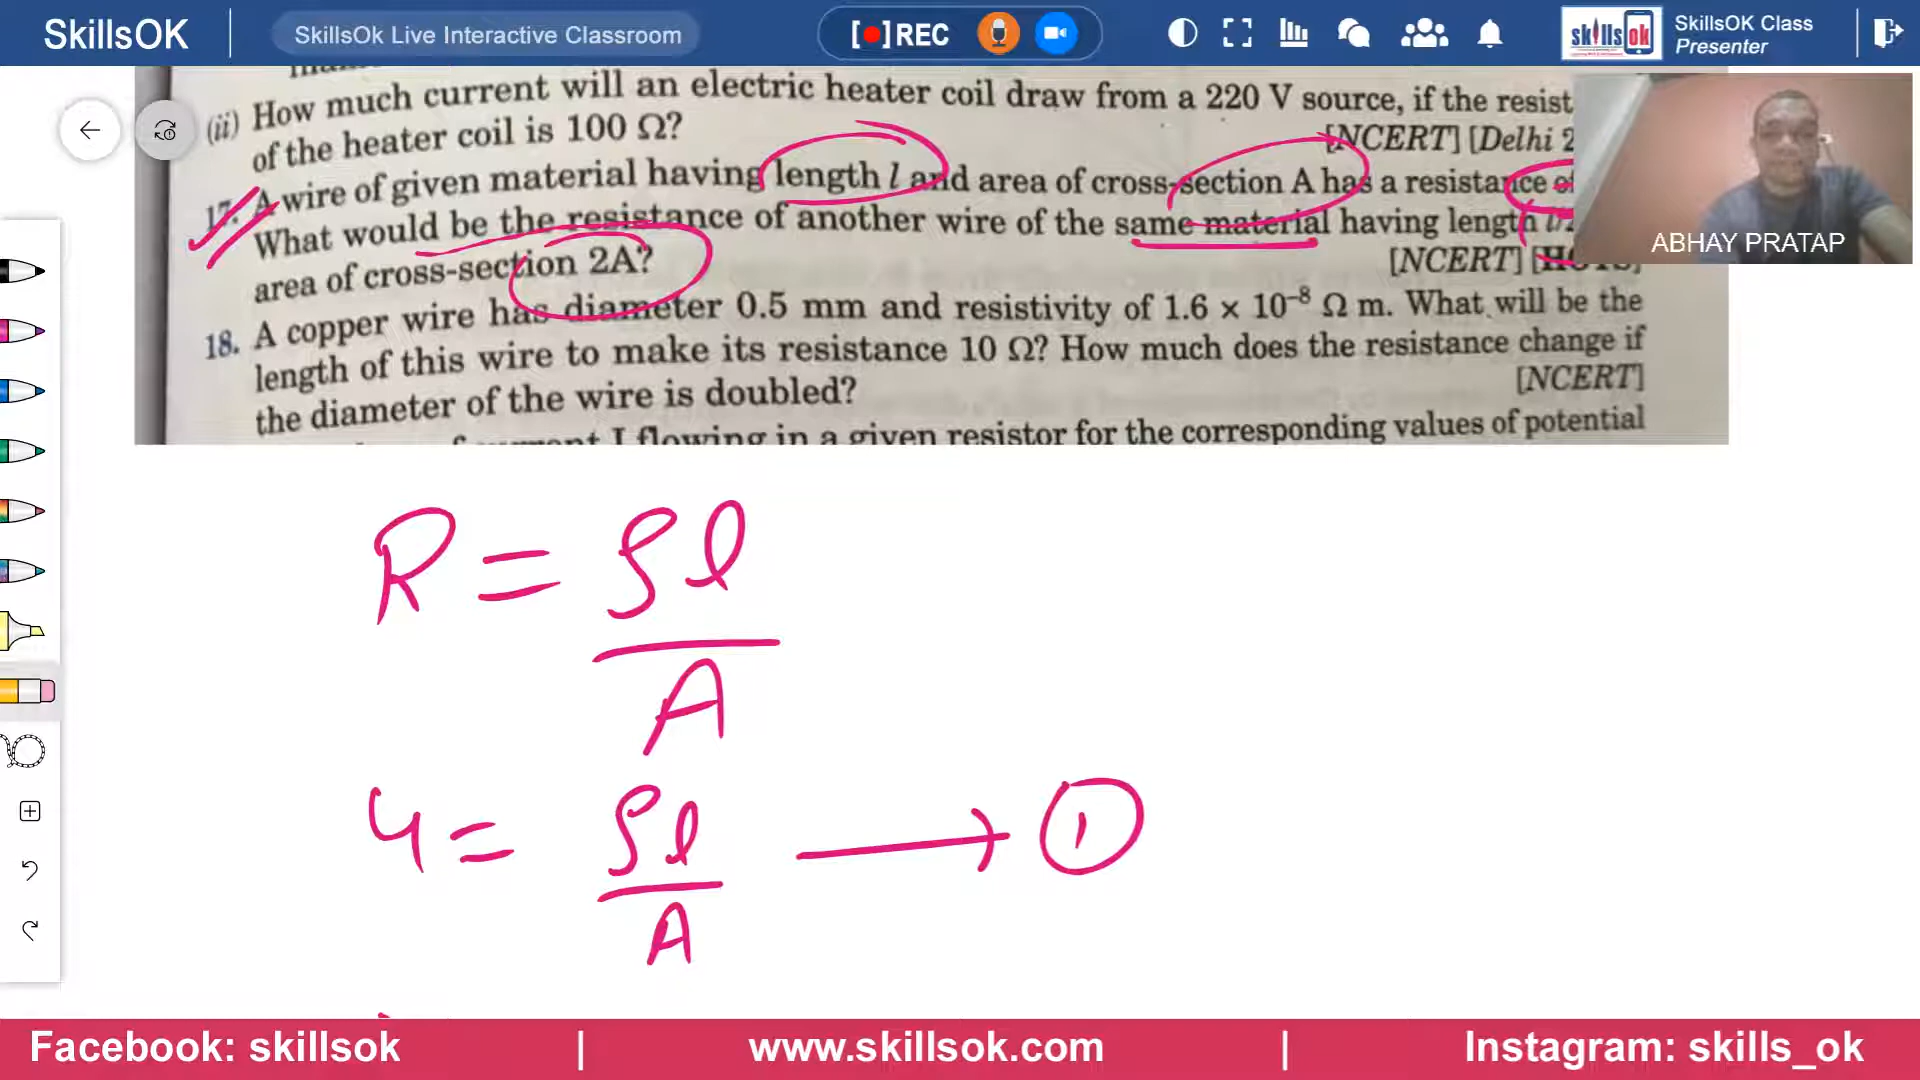 SkillsOK
SkillsOk Live Interactive Classroom
[●]REC
skillsok
SkillsOK Class
Presenter
(ii) How much current will an electric heater coil draw from a 220 V source, if the resist
of the heater coil is 100 Ω?
[NCERT] [Delhi 2
17. A wire of given material having length l and area of cross-section A has a resistance
What would be the resistance of another wire of the same material having length
area of cross-section 2A?
[NCERT] [HOTS]
ABHAY PRATAP
18. A copper wire has diameter 0.5 mm and resistivity of 1.6 × 10⁻⁸ Ω m. What will be the
length of this wire to make its resistance 10 Ω? How much does the resistance change if
the diameter of the wire is doubled?
[NCERT]
I flowing in a given resistor for the corresponding values of potential
R = ρl
A
4 = ρl → 1
A
Facebook: skillsok | www.skillsok.com | Instagram: skills_ok